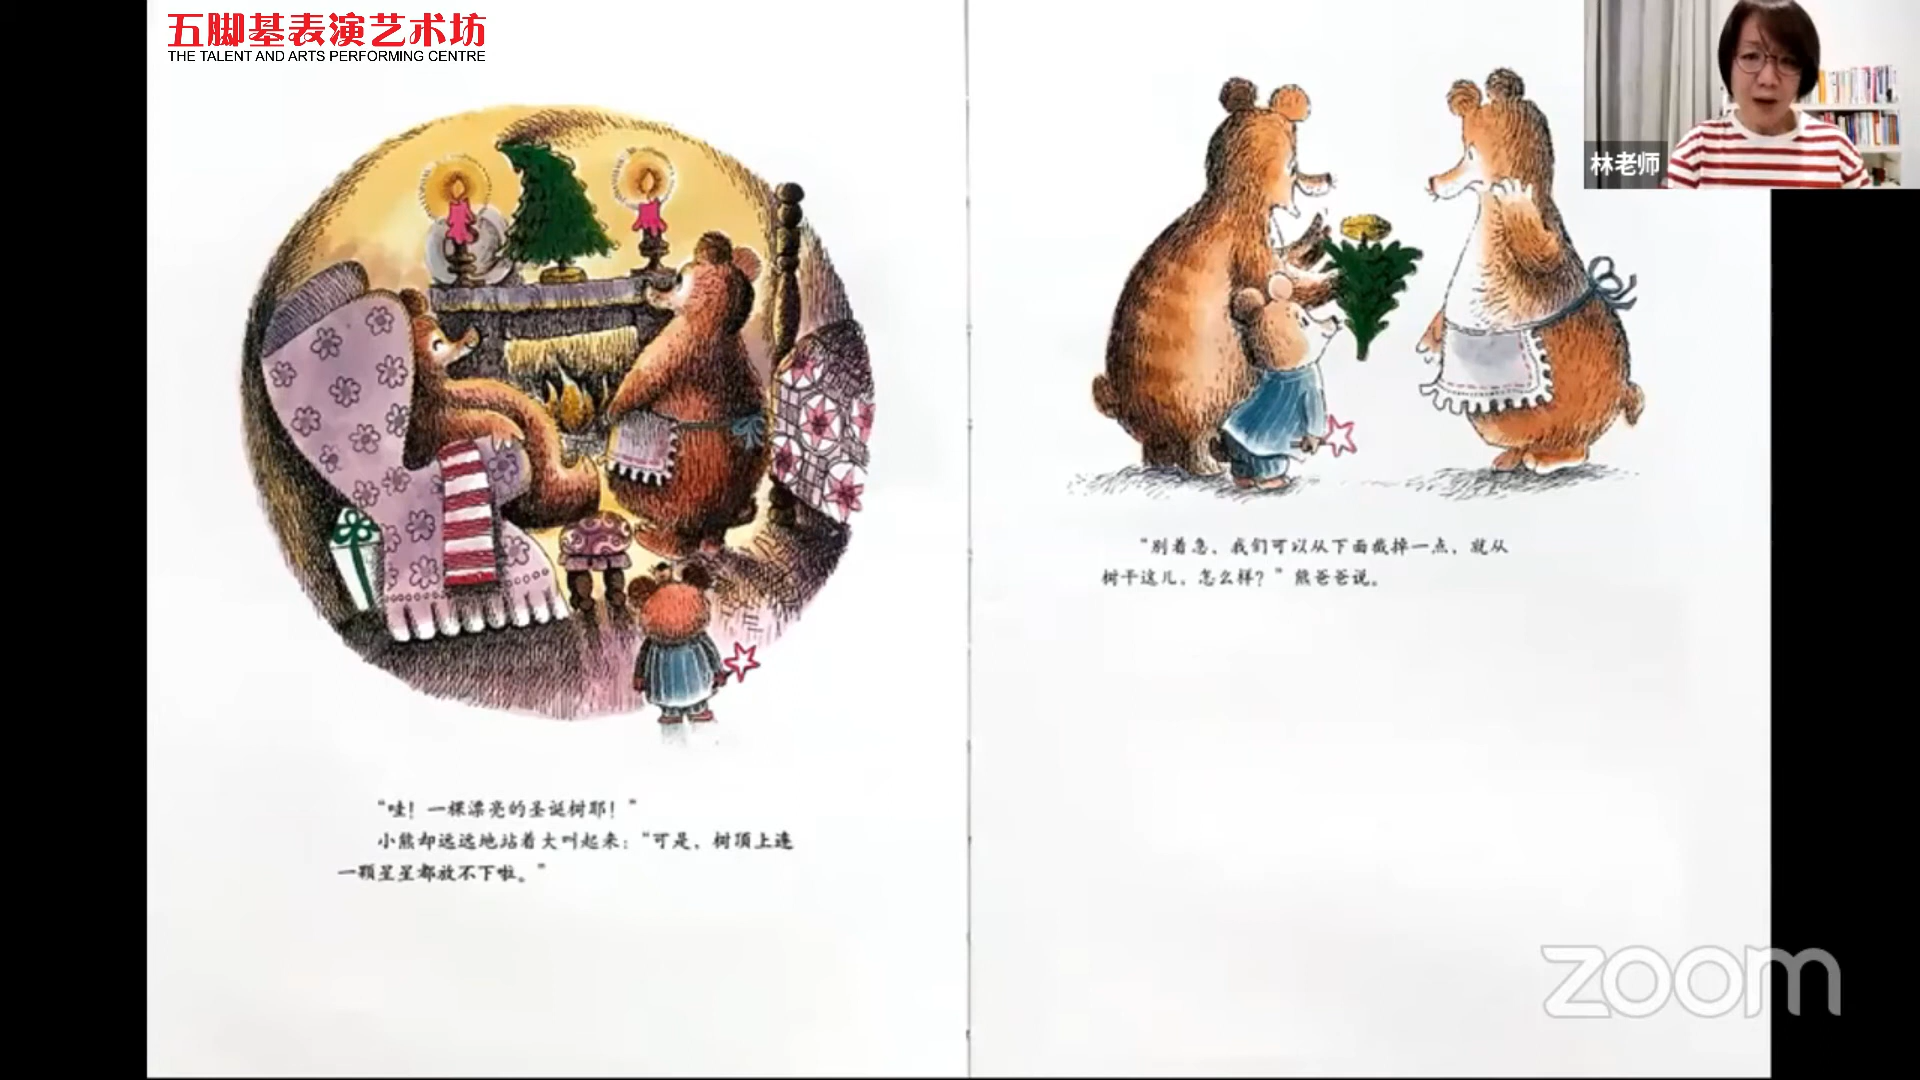 五脚基表演艺术坊
THE TALENT AND ARTS PERFORMING CENTRE
林老师
“哇！一棵漂亮的圣诞树耶！”
小熊却远远地站着大叫起来：“可是，树顶上连
一颗星星都放不下啦。”
“别着急，我们可以从下面截掉一点，就从
树干这儿，怎么样？”熊爸爸说。
zoom